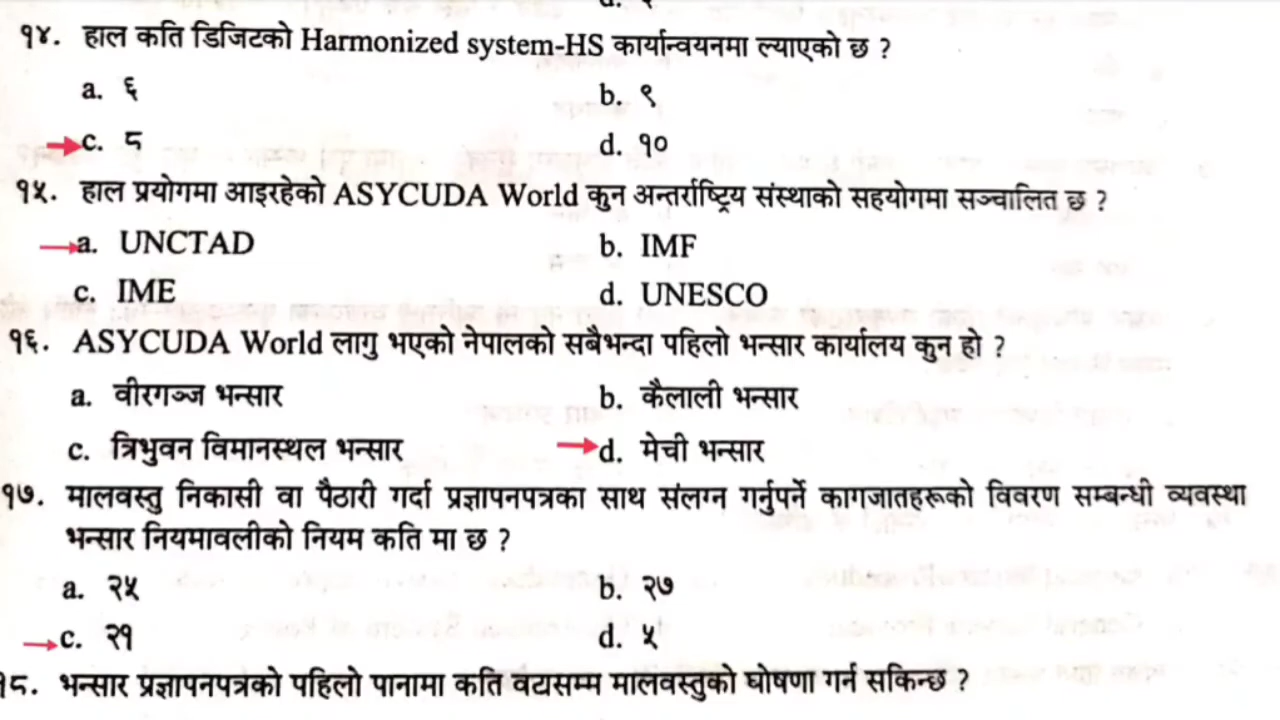 १४. हाल कति डिजिटको Harmonized system-HS कार्यान्वयनमा ल्याएको छ ?
a. ६ b. ९
c. ८ d. १०
१५. हाल प्रयोगमा आइरहेको ASYCUDA World कुन अन्तर्राष्ट्रिय संस्थाको सहयोगमा सञ्चालित छ ?
a. UNCTAD b. IMF
c. IME d. UNESCO
१६. ASYCUDA World लागु भएको नेपालको सबैभन्दा पहिलो भन्सार कार्यालय कुन हो ?
a. वीरगञ्ज भन्सार b. कैलाली भन्सार
c. त्रिभुवन विमानस्थल भन्सार d. मेची भन्सार
१७. मालवस्तु निकासी वा पैठारी गर्दा प्रज्ञापनपत्रका साथ संलग्न गर्नुपर्ने कागजातहरूको विवरण सम्बन्धी व्यवस्था
भन्सार नियमावलीको नियम कति मा छ ?
a. २५ b. २७
c. २१ d. ५
१८. भन्सार प्रज्ञापनपत्रको पहिलो पानामा कति वटासम्म मालवस्तुको घोषणा गर्न सकिन्छ ?